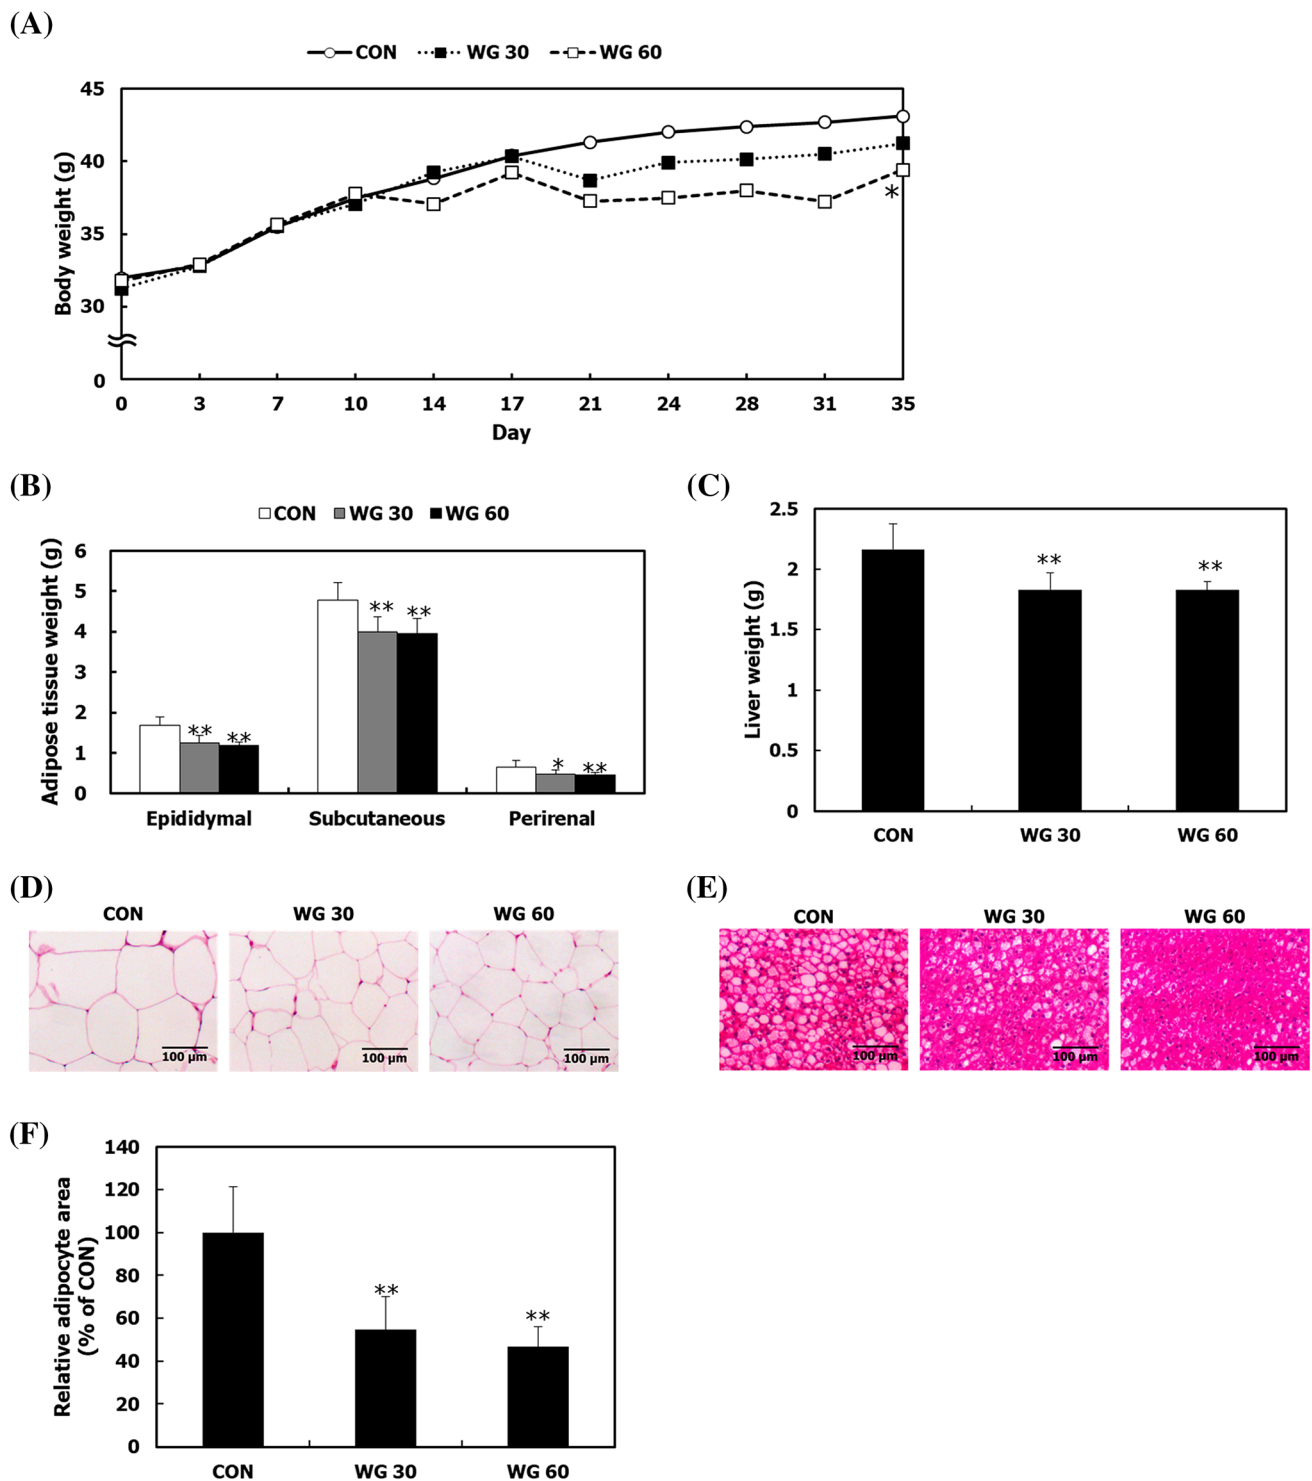 (A)
CON WG 30 WG 60
Body weight (g)
45
40
35
30
0
*
0 3 7 10 14 17 21 24 28 31 35
Day
(B)
CON WG 30 WG 60
Adipose tissue weight (g)
6
5
4
3
2
1
0
** **
** **
* **
Epididymal Subcutaneous Perirenal
(C)
Liver weight (g)
2.5
2
1.5
1
0.5
0
** **
CON WG 30 WG 60
(D)
CON WG 30 WG 60
100 μm 100 μm 100 μm
(E)
CON WG 30 WG 60
100 μm 100 μm 100 μm
(F)
Relative adipocyte area
(% of CON)
140
120
100
80
60
40
20
0
** **
CON WG 30 WG 60